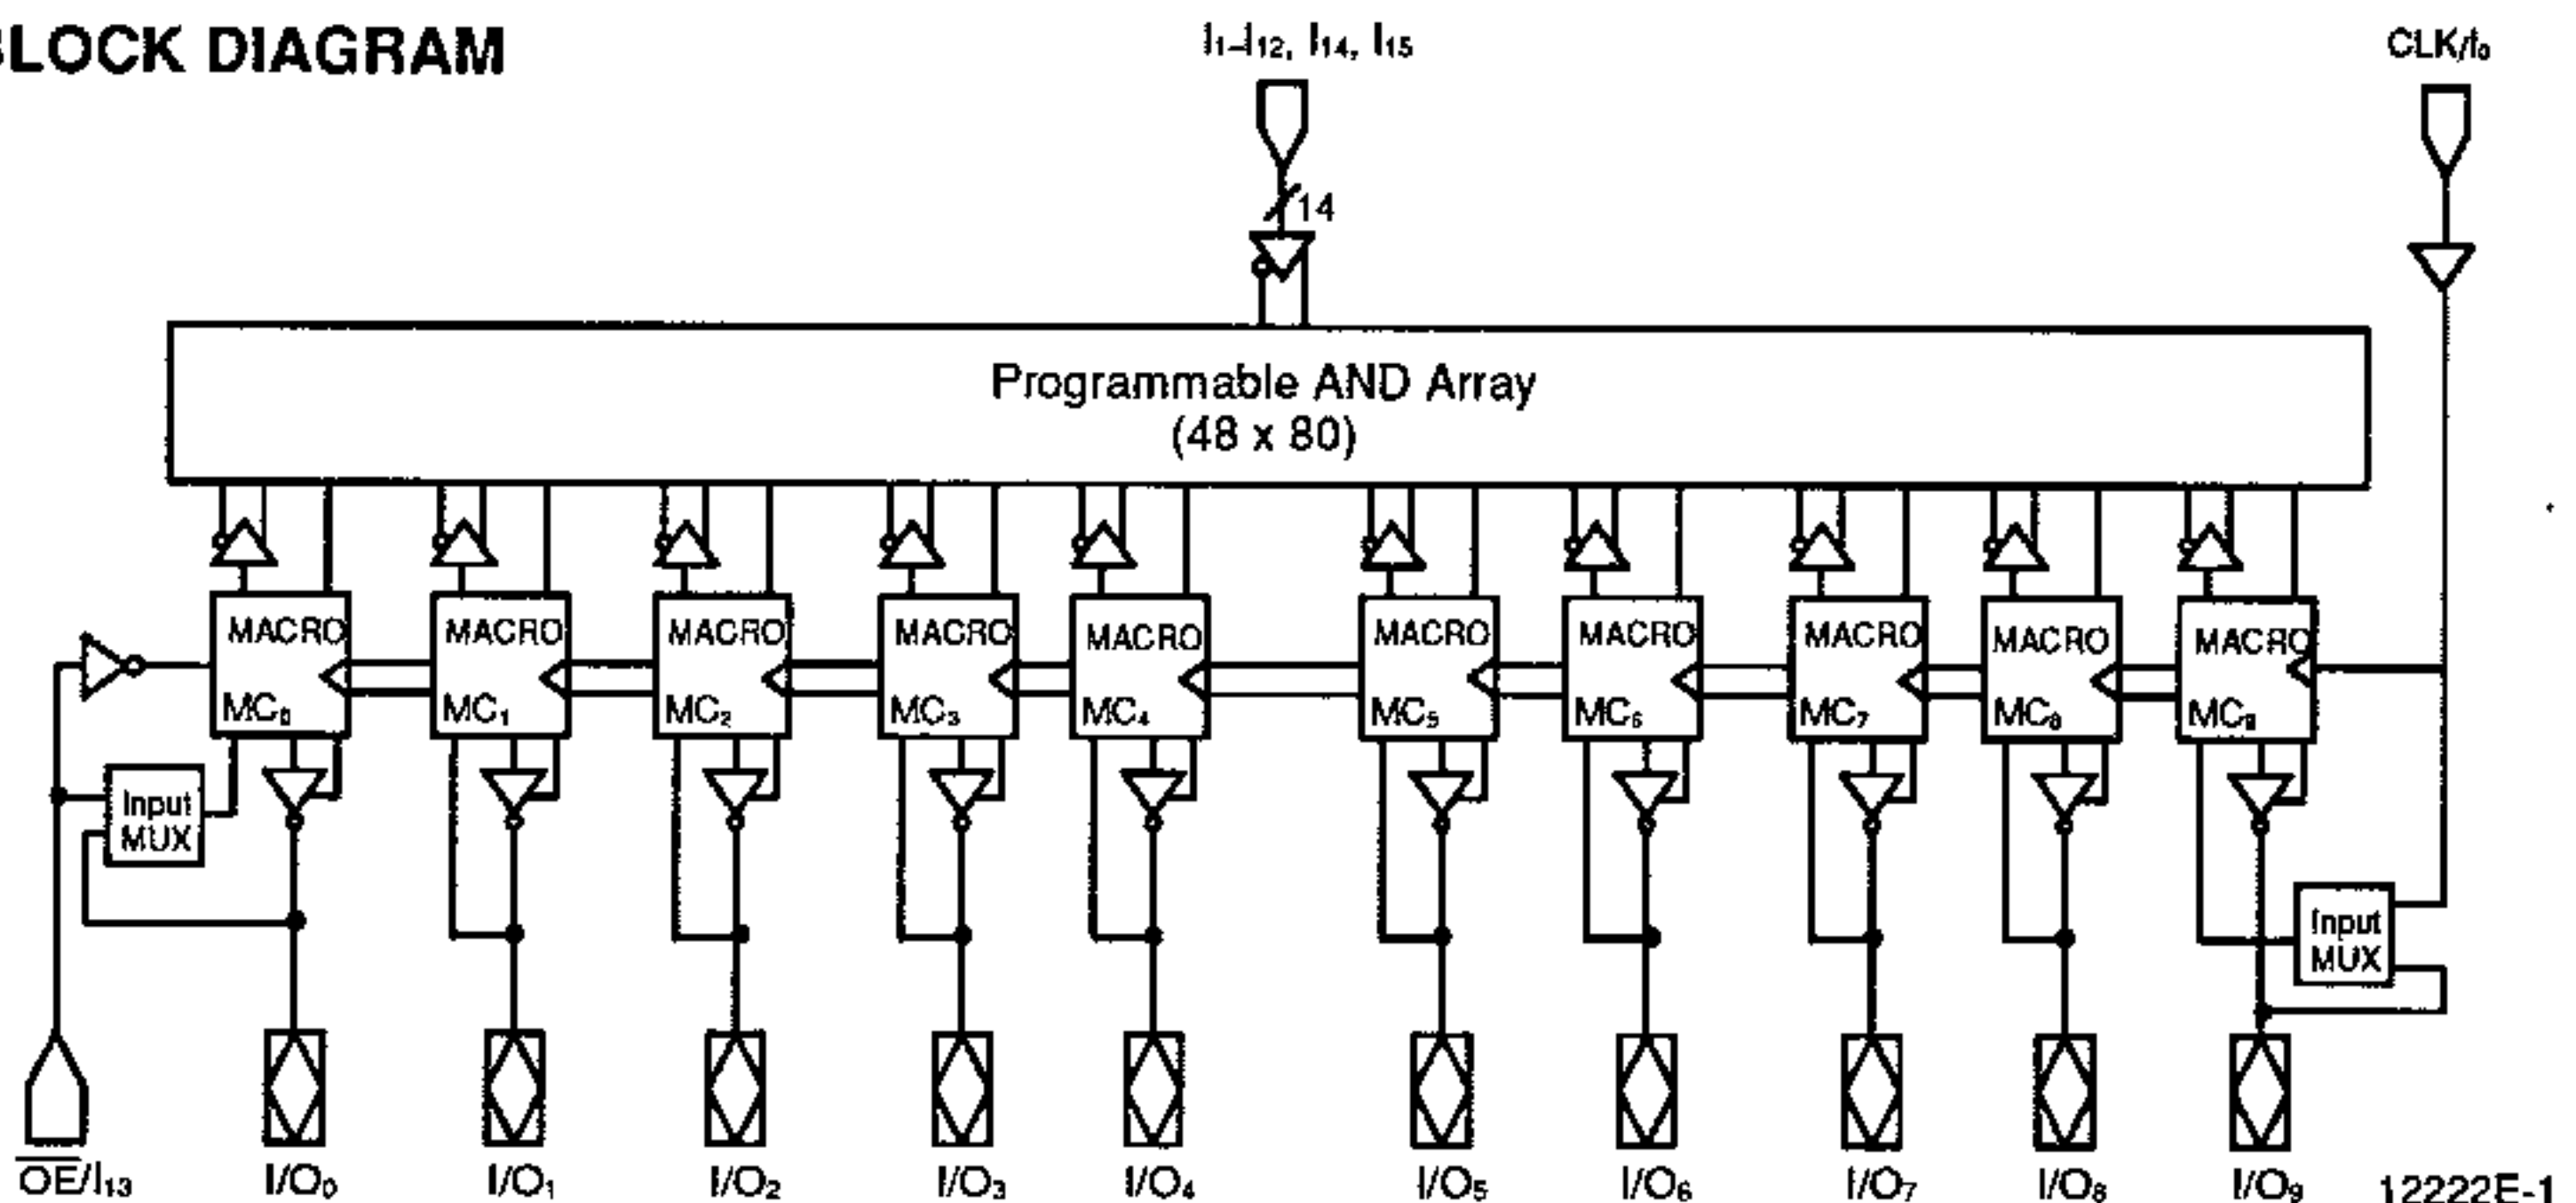 BLOCK DIAGRAM
I₁–I₁₂, I₁₄, I₁₅
CLK/I₀
14
Programmable AND Array
(48 x 80)
MACRO MACRO MACRO MACRO MACRO MACRO MACRO MACRO MACRO MACRO
MC₀ MC₁ MC₂ MC₃ MC₄ MC₅ MC₆ MC₇ MC₈ MC₉
Input
MUX
Input
MUX
O̅E̅/I₁₃ I/O₀ I/O₁ I/O₂ I/O₃ I/O₄ I/O₅ I/O₆ I/O₇ I/O₈ I/O₉
12222E-1